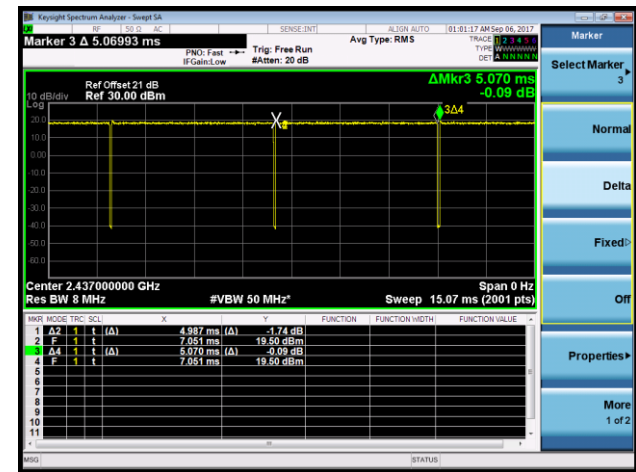 Keysight Spectrum Analyzer - Swept SA
RF 50 Ω AC SENSE:INT ALIGN AUTO 01:01:17 AM Sep 06, 2017
Marker 3 Δ 5.06993 ms
PNO: Fast Trig: Free Run Avg Type: RMS TRACE 1 2 3 4 5 6
TYPE WWWWWW
IFGain:Low #Atten: 20 dB DET A N N N N N
Ref Offset 21 dB ΔMkr3 5.070 ms
10 dB/div Ref 30.00 dBm -0.09 dB
Log
20.0
10.0
0.00
-10.0
-20.0
-30.0
-40.0
-50.0
-60.0
3Δ4
Center 2.437000000 GHz Span 0 Hz
Res BW 8 MHz #VBW 50 MHz* Sweep 15.07 ms (2001 pts)
MKR MODE TRC SCL X Y FUNCTION FUNCTION WIDTH FUNCTION VALUE
1 Δ2 1 t (Δ) 4.987 ms (Δ) -1.74 dB
2 F 1 t 7.051 ms 19.50 dBm
3 Δ4 1 t (Δ) 5.070 ms (Δ) -0.09 dB
4 F 1 t 7.051 ms 19.50 dBm
5
6
7
8
9
10
11
MSG STATUS
Marker
Select Marker
3
Normal
Delta
Fixed
Off
Properties
More
1 of 2